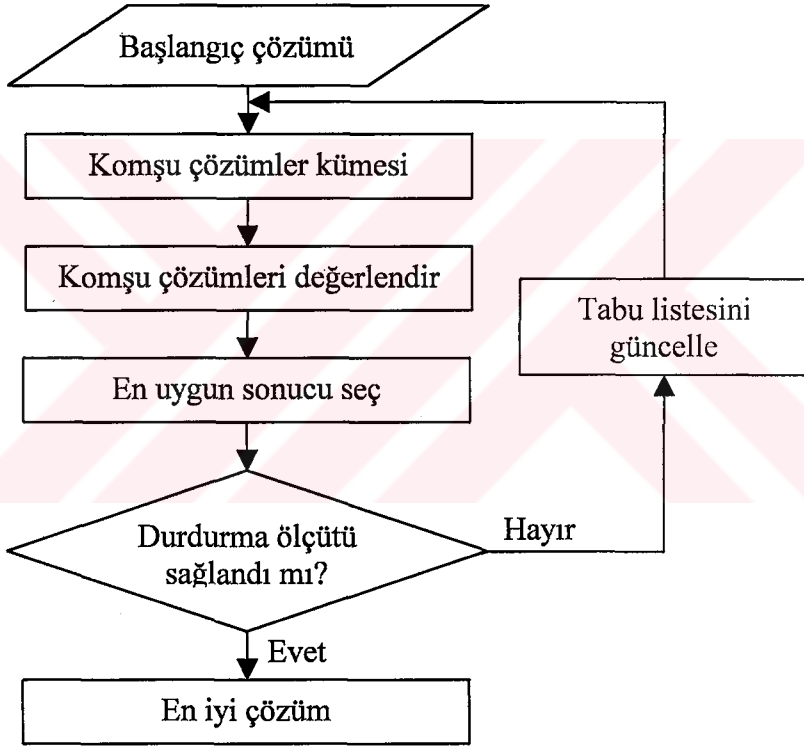 Başlangıç çözümü
Komşu çözümler kümesi
Komşu çözümleri değerlendir
Tabu listesini
güncelle
En uygun sonucu seç
Durdurma ölçütü
sağlandı mı?
Hayır
Evet
En iyi çözüm